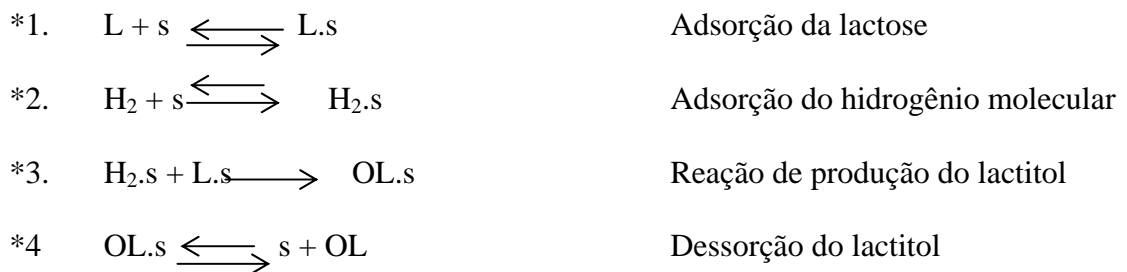 *1. L + s ⇄ L.s Adsorção da lactose
*2. H₂ + s ⇄ H₂.s Adsorção do hidrogênio molecular
*3. H₂.s + L.s → OL.s Reação de produção do lactitol
*4 OL.s ⇄ s + OL Dessorção do lactitol